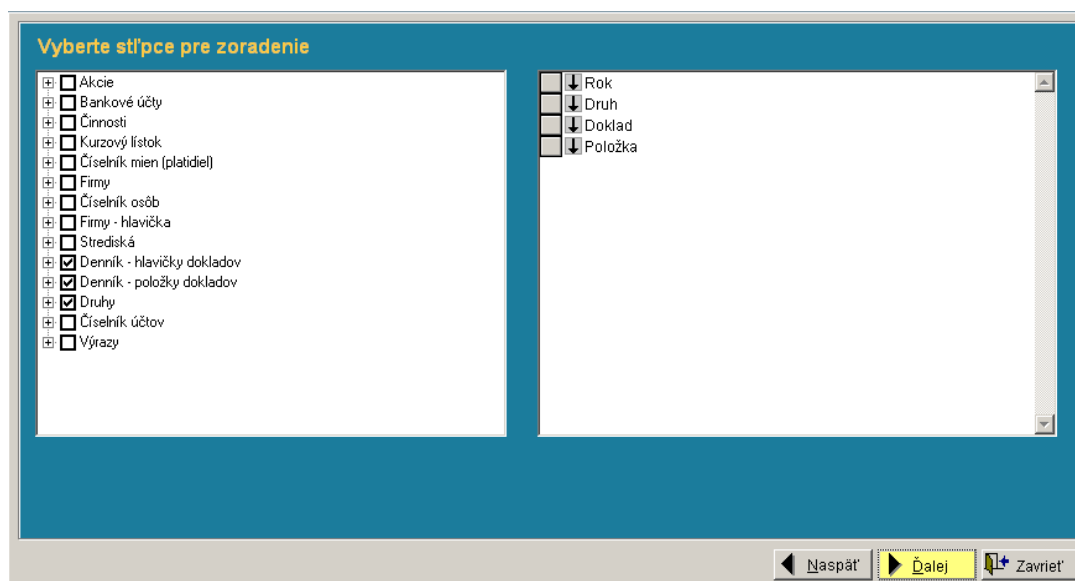 Vyberte stĺpce pre zoradenie
Akcie
Bankové účty
Činnosti
Kurzový lístok
Číselník mien (platidiel)
Firmy
Číselník osôb
Firmy - hlavička
Strediská
Denník - hlavičky dokladov
Denník - položky dokladov
Druhy
Číselník účtov
Výrazy
Rok
Druh
Doklad
Položka
Naspäť
Ďalej
Zavrieť